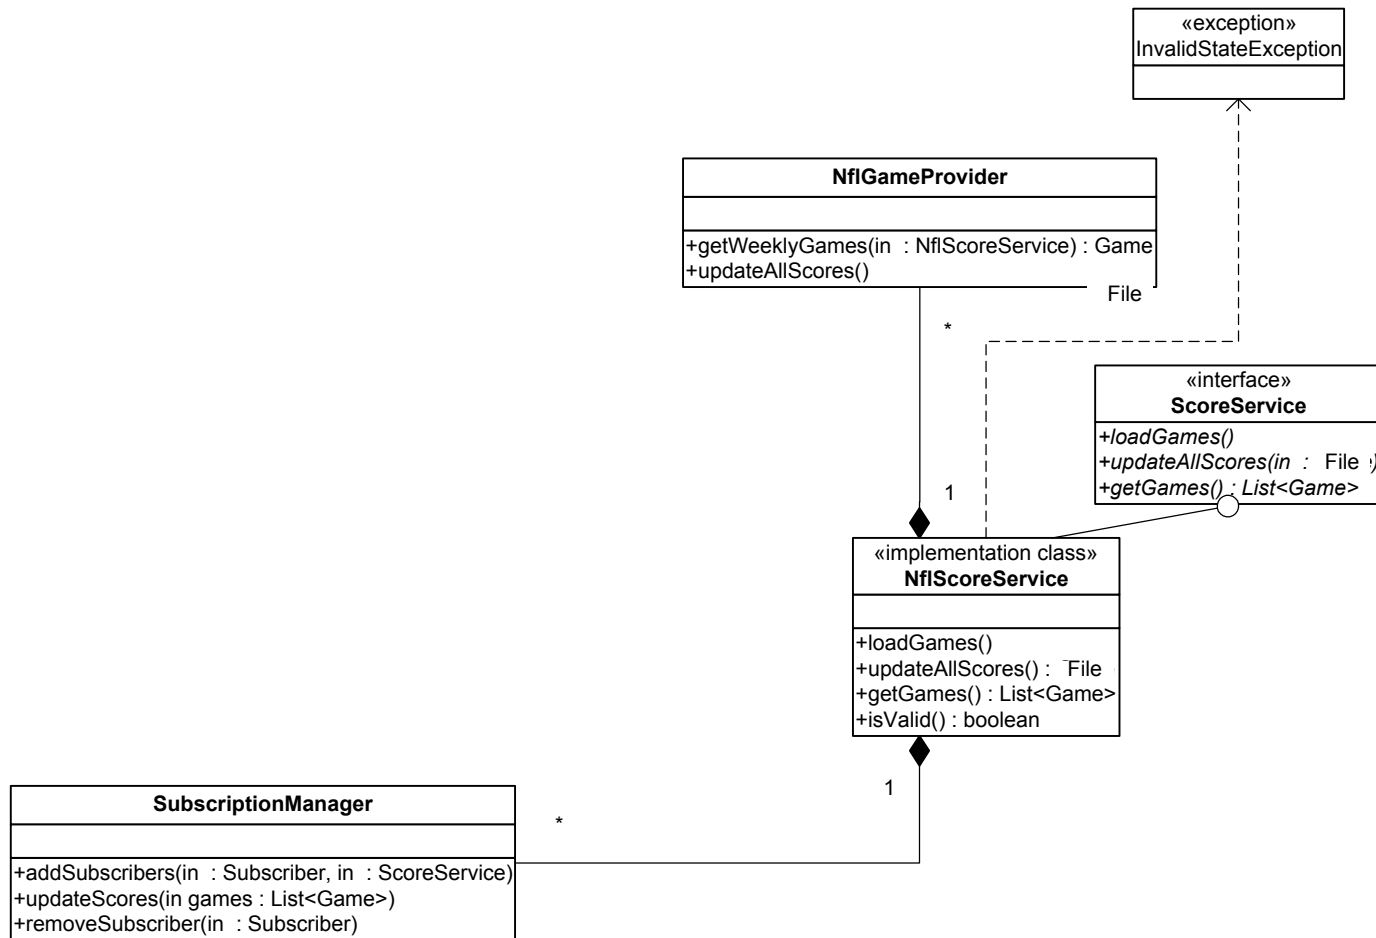 «exception»
InvalidStateException
NflGameProvider
+getWeeklyGames(in : NflScoreService) : Game
+updateAllScores()
File
*
«interface»
ScoreService
+loadGames()
+updateAllScores(in : File )
+getGames() : List<Game>
1
«implementation class»
NflScoreService
+loadGames()
+updateAllScores() : File
+getGames() : List<Game>
+isValid() : boolean
1
*
SubscriptionManager
+addSubscribers(in : Subscriber, in : ScoreService)
+updateScores(in games : List<Game>)
+removeSubscriber(in : Subscriber)